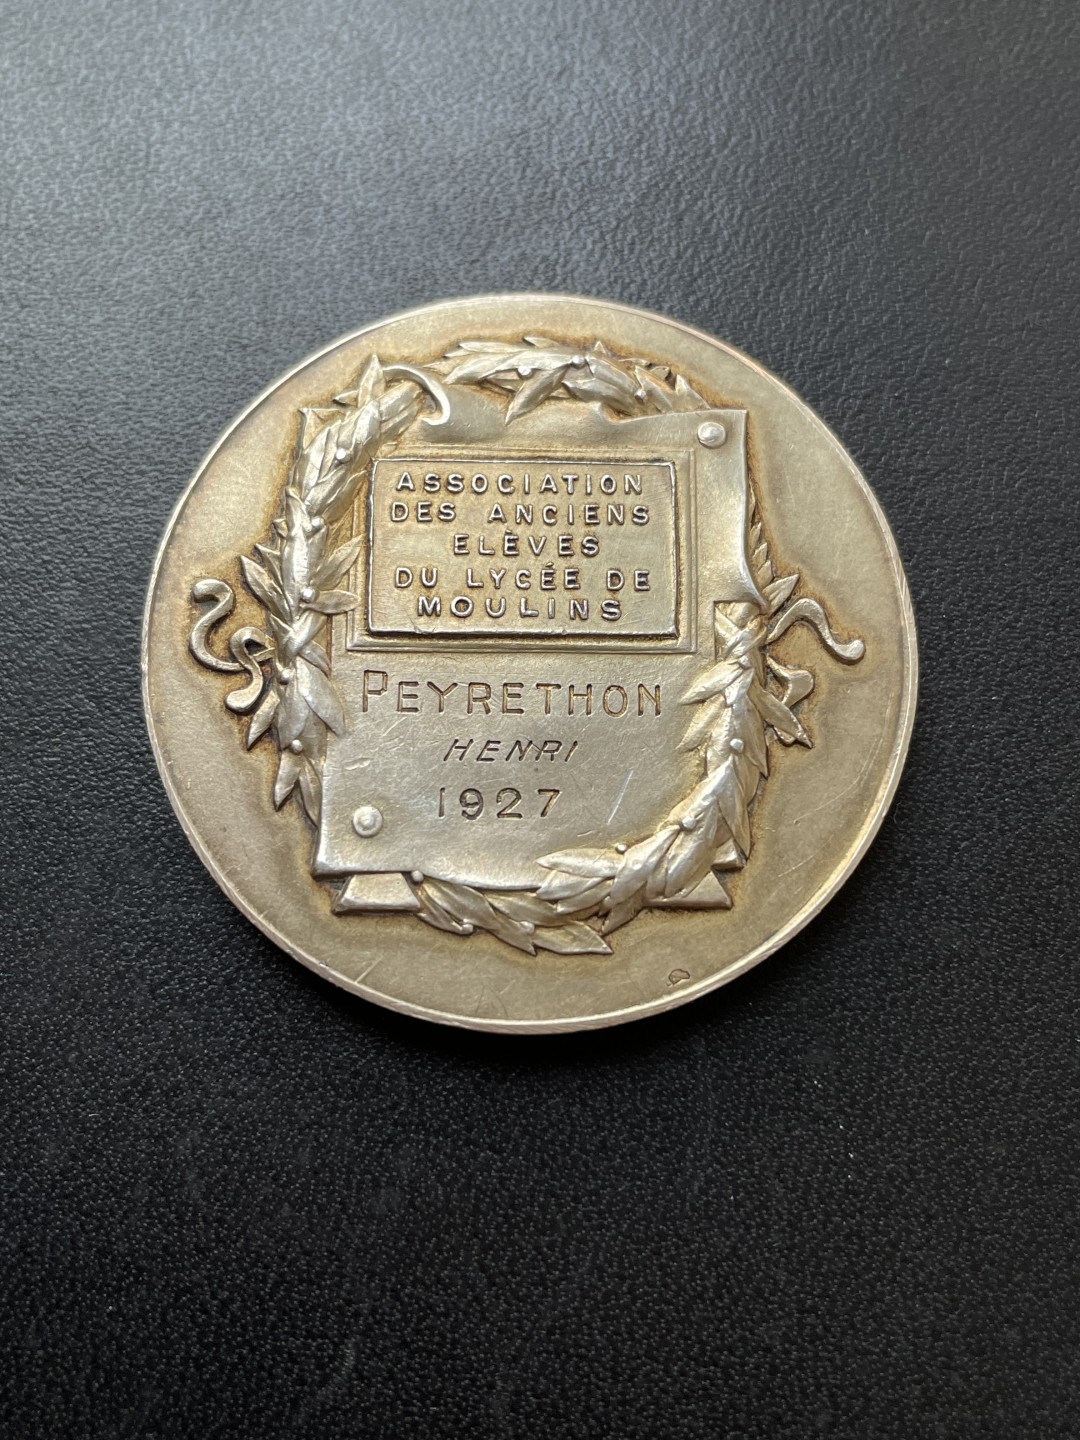 ASSOCIATION
DES ANCIENS
ELÈVES
DU LYCÉE DE
MOULINS
PEYRETHON
HENRI
1927